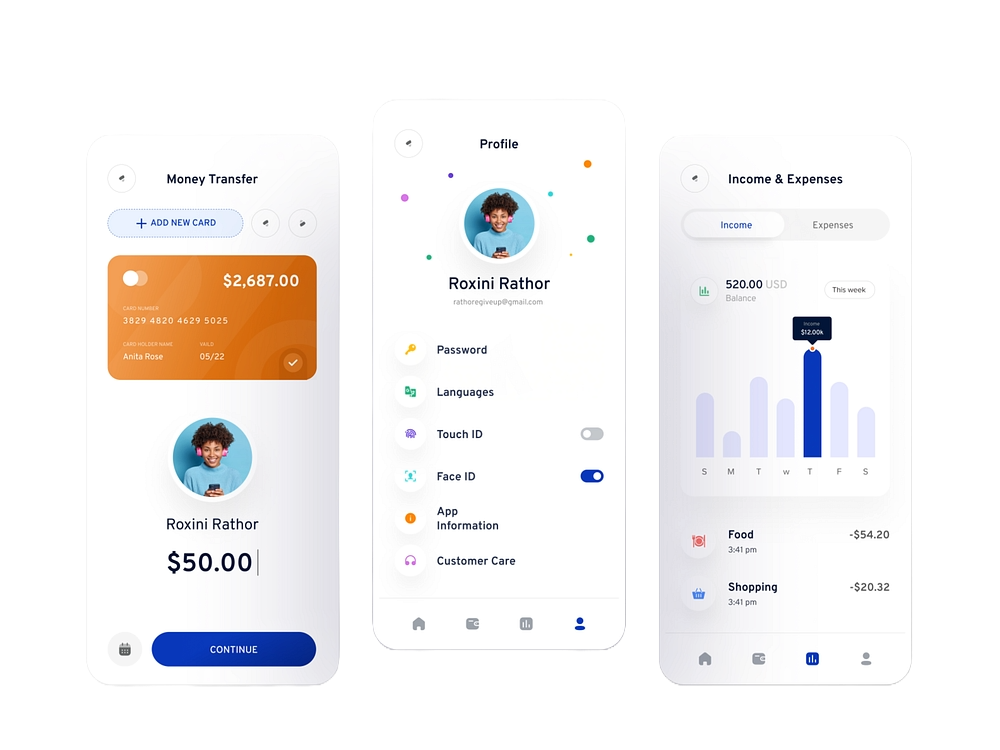 Money Transfer
ADD NEW CARD
$2,687.00
CARD NUMBER
3829 4820 4629 5025
CARD HOLDER NAME
VAILD
Anita Rose
05/22
Roxini Rathor
$50.00
CONTINUE
Profile
Roxini Rathor
rathoregiveup@gmail.com
Password
Languages
Touch ID
Face ID
App
Information
Customer Care
Income & Expenses
Income
Expenses
520.00 USD
Balance
This week
Income
$12.00k
S M T w T F S
Food
-$54.20
3:41 pm
Shopping
-$20.32
3:41 pm